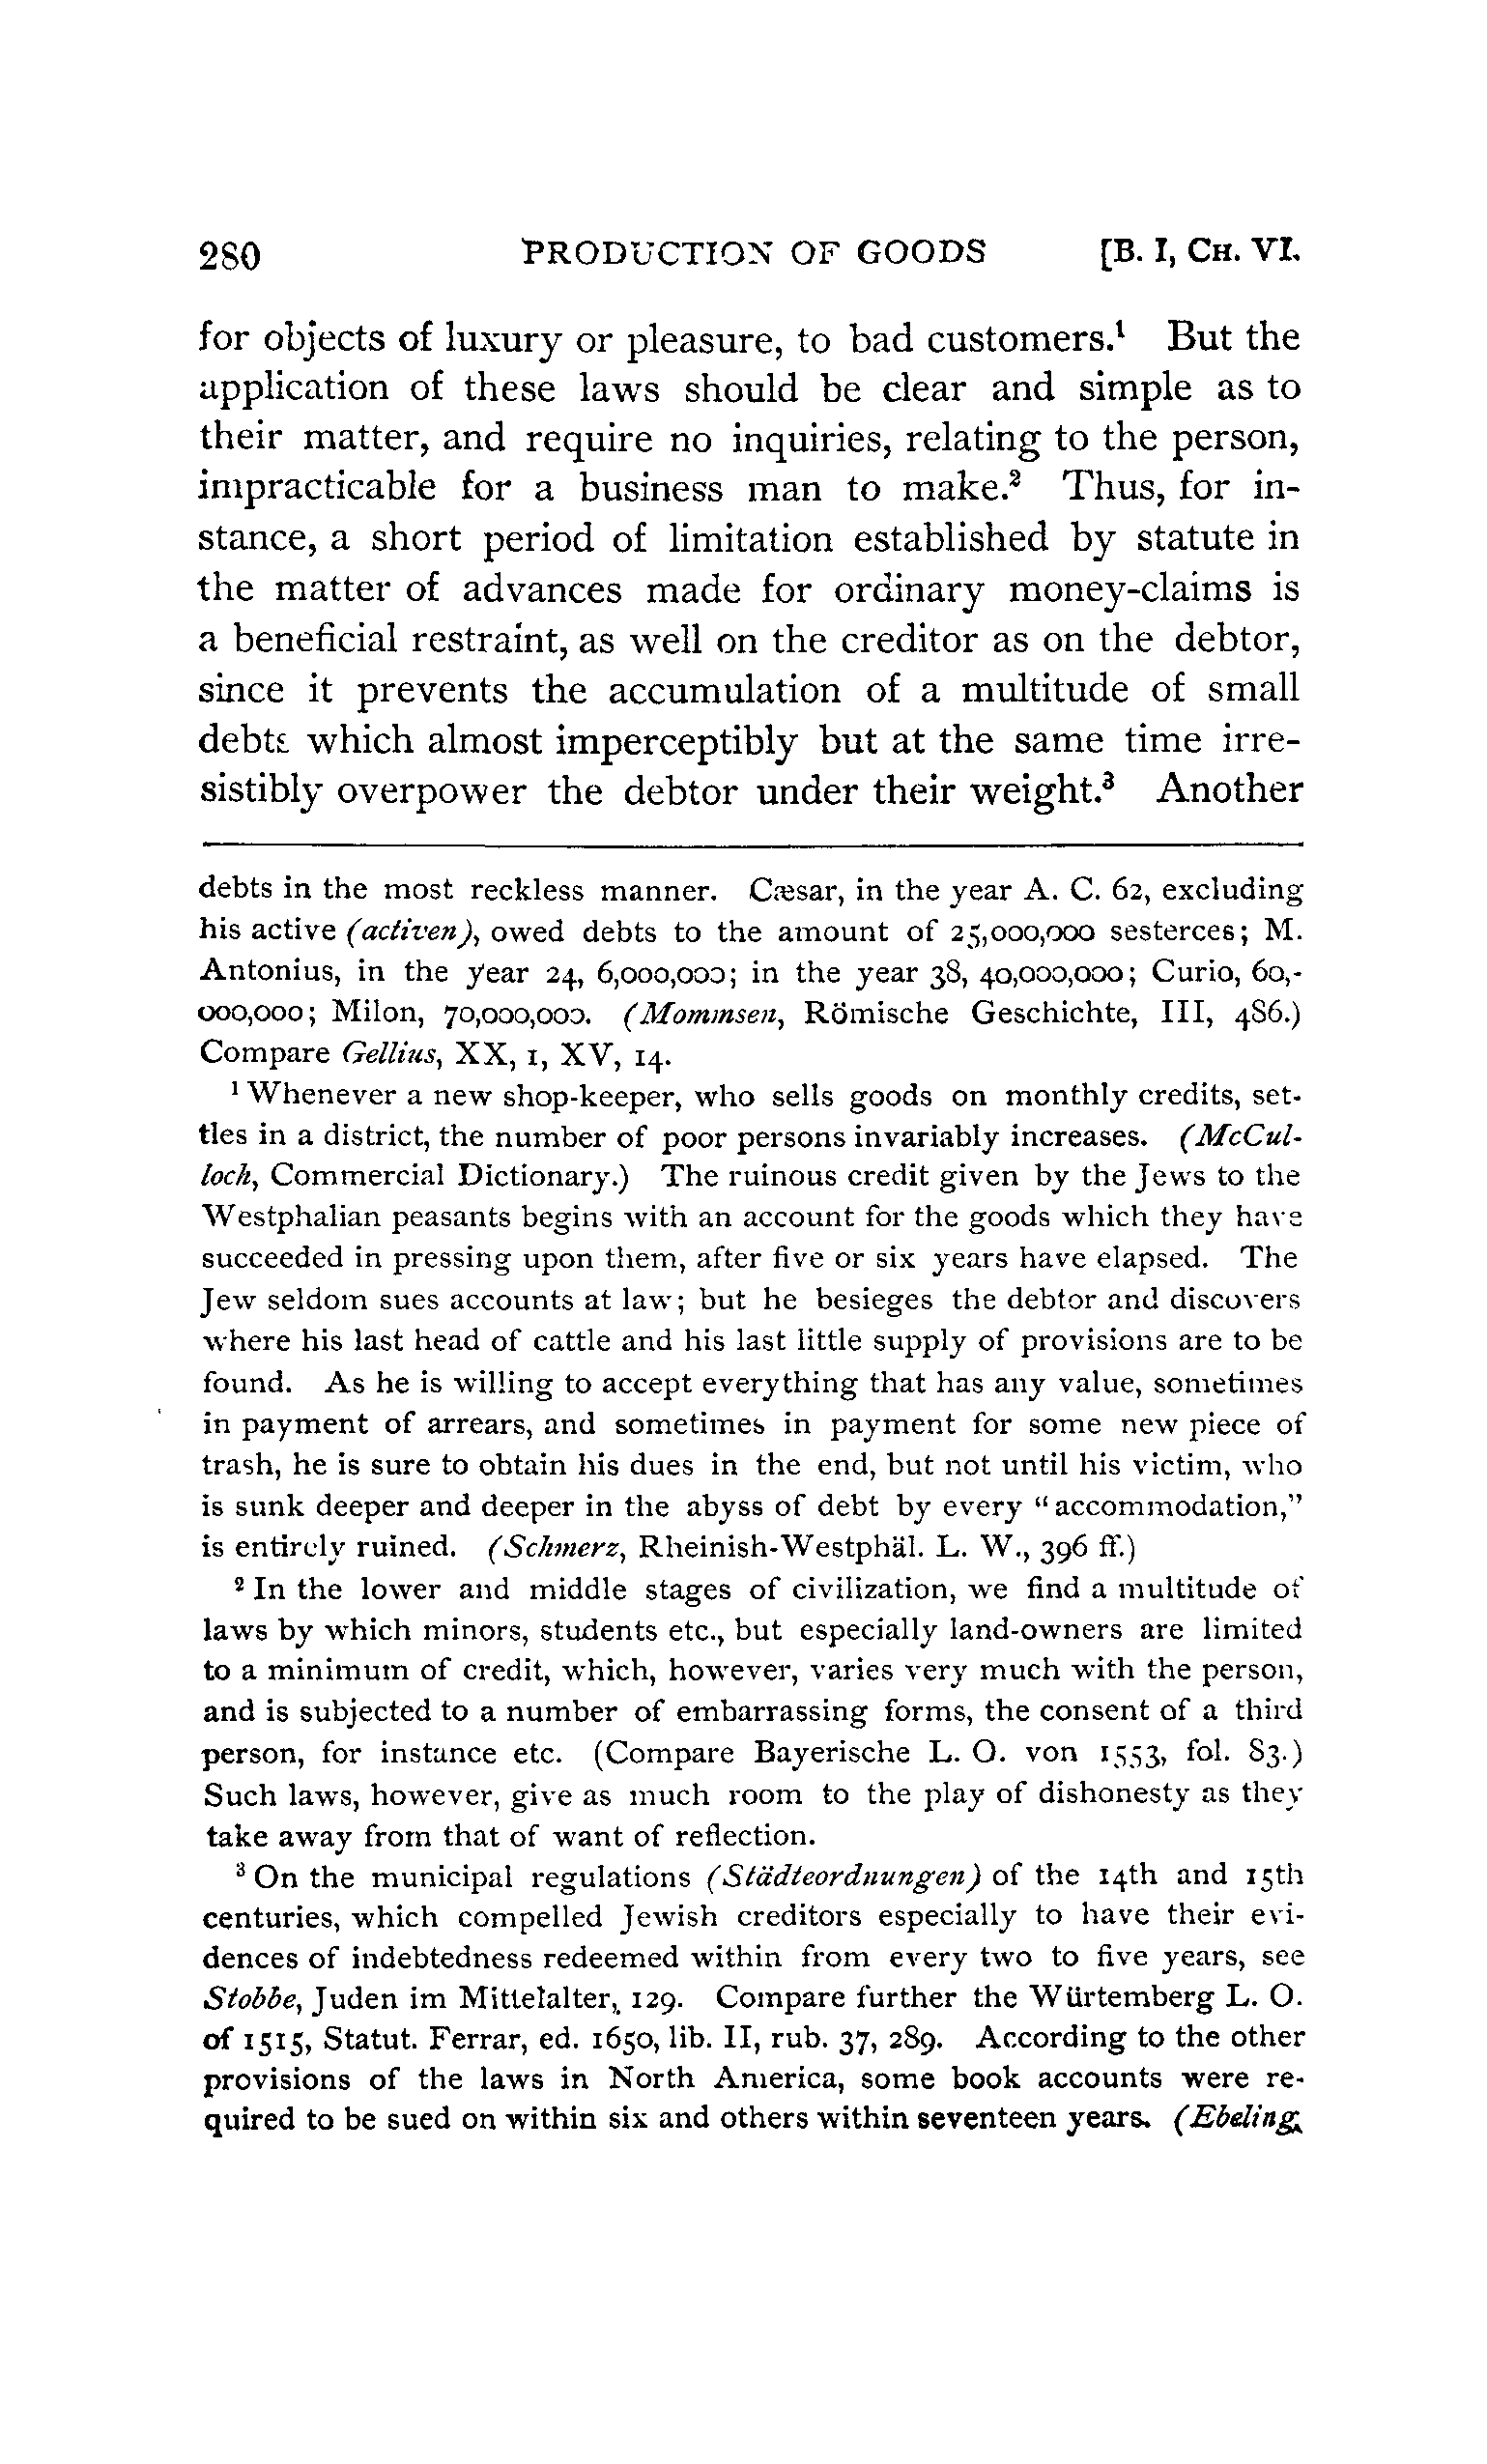 280 PRODUCTION OF GOODS [B. I, CH. VI.
for objects of luxury or pleasure, to bad customers.¹ But the
application of these laws should be clear and simple as to
their matter, and require no inquiries, relating to the person,
impracticable for a business man to make.² Thus, for in-
stance, a short period of limitation established by statute in
the matter of advances made for ordinary money-claims is
a beneficial restraint, as well on the creditor as on the debtor,
since it prevents the accumulation of a multitude of small
debts which almost imperceptibly but at the same time irre-
sistibly overpower the debtor under their weight.³ Another
debts in the most reckless manner. Cæsar, in the year A. C. 62, excluding
his active (activen), owed debts to the amount of 25,000,000 sesterces; M.
Antonius, in the year 24, 6,000,000; in the year 38, 40,000,000; Curio, 60,-
000,000; Milon, 70,000,000. (Mommsen, Römische Geschichte, III, 486.)
Compare Gellius, XX, 1, XV, 14.
¹ Whenever a new shop-keeper, who sells goods on monthly credits, set-
tles in a district, the number of poor persons invariably increases. (McCul-
loch, Commercial Dictionary.) The ruinous credit given by the Jews to the
Westphalian peasants begins with an account for the goods which they have
succeeded in pressing upon them, after five or six years have elapsed. The
Jew seldom sues accounts at law; but he besieges the debtor and discovers
where his last head of cattle and his last little supply of provisions are to be
found. As he is willing to accept everything that has any value, sometimes
in payment of arrears, and sometimes in payment for some new piece of
trash, he is sure to obtain his dues in the end, but not until his victim, who
is sunk deeper and deeper in the abyss of debt by every "accommodation,"
is entirely ruined. (Schmerz, Rheinish-Westphäl. L. W., 396 ff.)
² In the lower and middle stages of civilization, we find a multitude of
laws by which minors, students etc., but especially land-owners are limited
to a minimum of credit, which, however, varies very much with the person,
and is subjected to a number of embarrassing forms, the consent of a third
person, for instance etc. (Compare Bayerische L. O. von 1553, fol. 83.)
Such laws, however, give as much room to the play of dishonesty as they
take away from that of want of reflection.
³ On the municipal regulations (Städteordnungen) of the 14th and 15th
centuries, which compelled Jewish creditors especially to have their evi-
dences of indebtedness redeemed within from every two to five years, see
Stobbe, Juden im Mittelalter, 129. Compare further the Würtemberg L. O.
of 1515, Statut. Ferrar, ed. 1650, lib. II, rub. 37, 289. According to the other
provisions of the laws in North America, some book accounts were re-
quired to be sued on within six and others within seventeen years. (Ebeling,